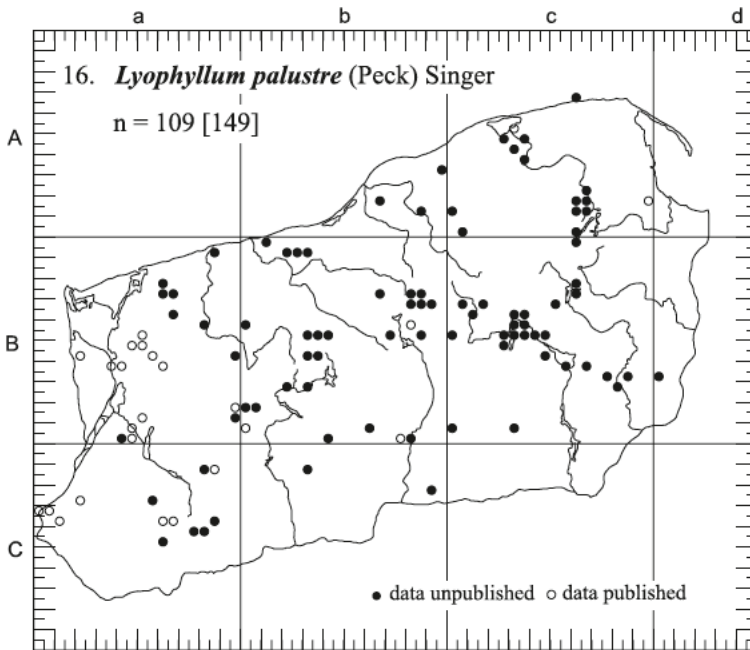 a b c d
16. Lyophyllum palustre (Peck) Singer
n = 109 [149]
A
B
C
● data unpublished ○ data published